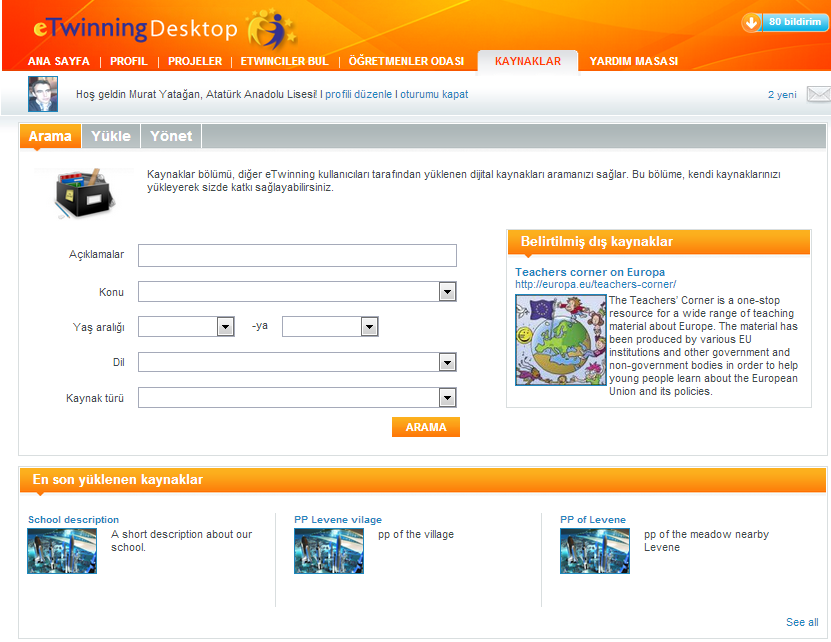 eTwinning Desktop
80 bildirim
ANA SAYFA | PROFIL | PROJELER | ETWINCILER BUL | ÖĞRETMENLER ODASI KAYNAKLAR YARDIM MASASI
Hoş geldin Murat Yatağan, Atatürk Anadolu Lisesi! I profili düzenle I oturumu kapat
2 yeni
Arama Yükle Yönet
Kaynaklar bölümü, diğer eTwinning kullanıcıları tarafından yüklenen dijital kaynakları aramanızı sağlar. Bu bölüme, kendi kaynaklarınızı
yükleyerek sizde katkı sağlayabilirsiniz.
Açıklamalar
Konu
Yaş aralığı -ya
Dil
Kaynak türü
ARAMA
Belirtilmiş dış kaynaklar
Teachers corner on Europa
http://europa.eu/teachers-corner/
The Teachers' Corner is a one-stop
resource for a wide range of teaching
material about Europe. The material has
been produced by various EU
institutions and other government and
non-government bodies in order to help
young people learn about the European
Union and its policies.
En son yüklenen kaynaklar
School description
A short description about our
school.
PP Levene vilage
pp of the village
PP of Levene
pp of the meadow nearby
Levene
See all